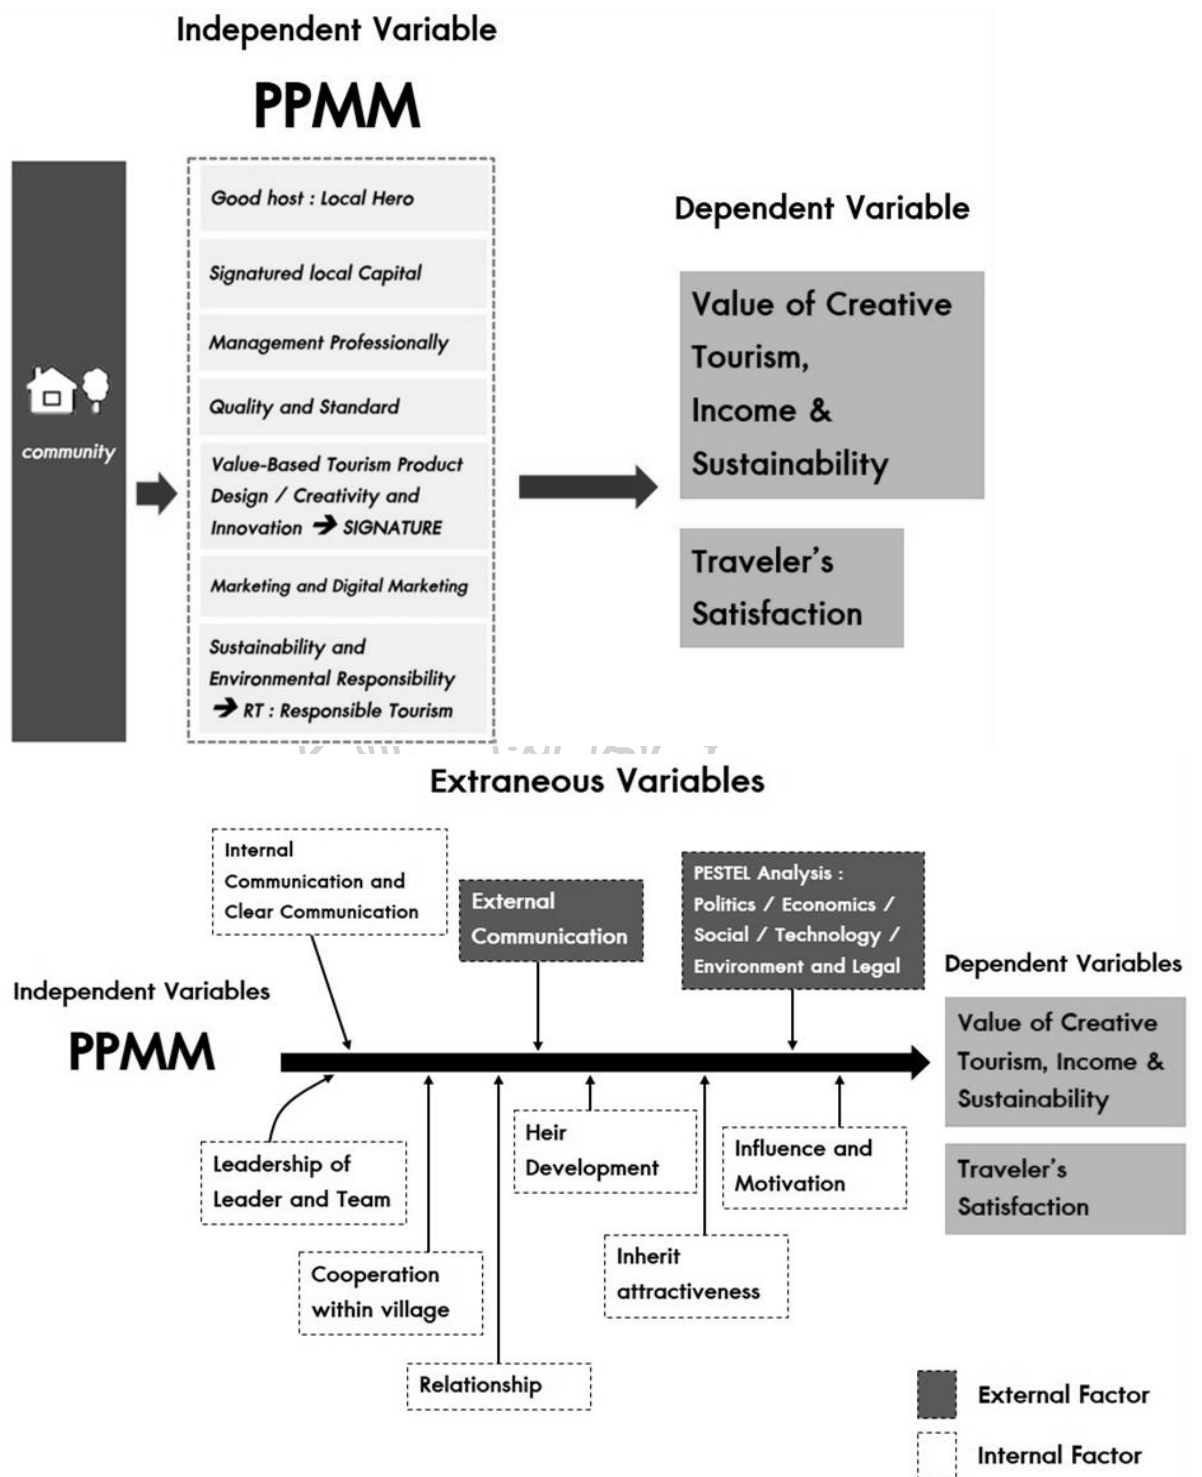 Independent Variable
PPMM
community
Good host : Local Hero
Signatured local Capital
Management Professionally
Quality and Standard
Value-Based Tourism Product
Design / Creativity and
Innovation ➔ SIGNATURE
Marketing and Digital Marketing
Sustainability and
Environmental Responsibility
➔ RT : Responsible Tourism
Dependent Variable
Value of Creative
Tourism,
Income &
Sustainability
Traveler's
Satisfaction
Extraneous Variables
Internal
Communication and
Clear Communication
External
Communication
PESTEL Analysis :
Politics / Economics /
Social / Technology /
Environment and Legal
Independent Variables
PPMM
Dependent Variables
Value of Creative
Tourism, Income &
Sustainability
Traveler's
Satisfaction
Leadership of
Leader and Team
Cooperation
within village
Relationship
Heir
Development
Inherit
attractiveness
Influence and
Motivation
External Factor
Internal Factor